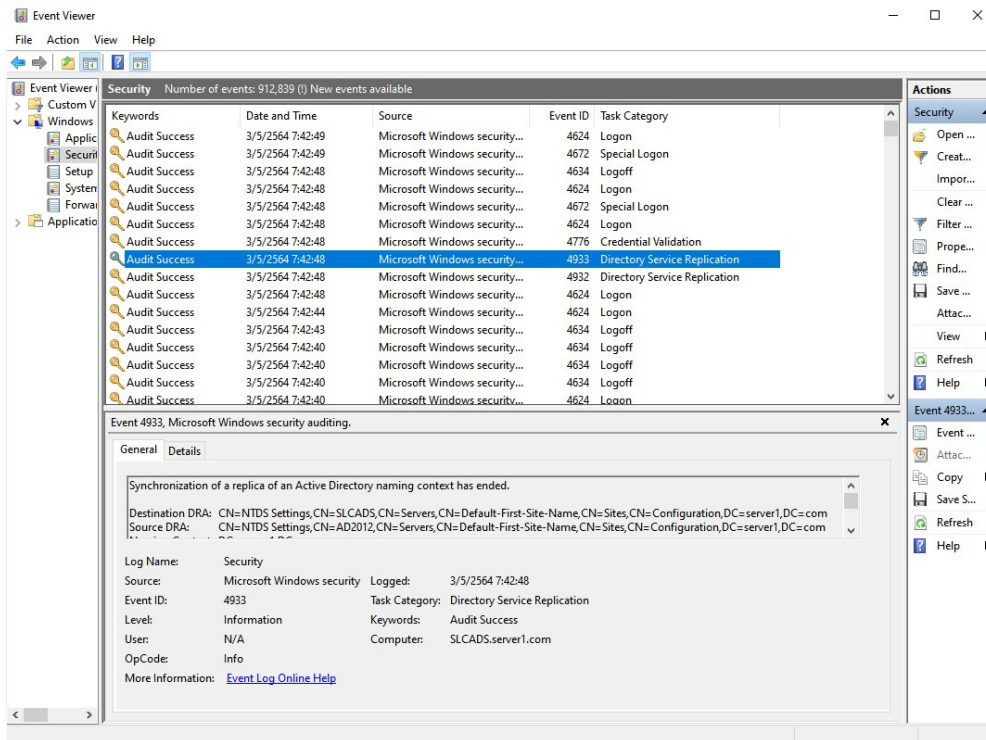 Event Viewer
File Action View Help
Event Viewer (
Custom V
Windows
Applic
Securit
Setup
System
Forwar
Applicatio
Security Number of events: 912,839 (!) New events available
Keywords Date and Time Source Event ID Task Category
Audit Success 3/5/2564 7:42:49 Microsoft Windows security... 4624 Logon
Audit Success 3/5/2564 7:42:49 Microsoft Windows security... 4672 Special Logon
Audit Success 3/5/2564 7:42:48 Microsoft Windows security... 4634 Logoff
Audit Success 3/5/2564 7:42:48 Microsoft Windows security... 4624 Logon
Audit Success 3/5/2564 7:42:48 Microsoft Windows security... 4672 Special Logon
Audit Success 3/5/2564 7:42:48 Microsoft Windows security... 4624 Logon
Audit Success 3/5/2564 7:42:48 Microsoft Windows security... 4776 Credential Validation
Audit Success 3/5/2564 7:42:48 Microsoft Windows security... 4933 Directory Service Replication
Audit Success 3/5/2564 7:42:48 Microsoft Windows security... 4932 Directory Service Replication
Audit Success 3/5/2564 7:42:48 Microsoft Windows security... 4624 Logon
Audit Success 3/5/2564 7:42:44 Microsoft Windows security... 4624 Logon
Audit Success 3/5/2564 7:42:43 Microsoft Windows security... 4634 Logoff
Audit Success 3/5/2564 7:42:40 Microsoft Windows security... 4634 Logoff
Audit Success 3/5/2564 7:42:40 Microsoft Windows security... 4634 Logoff
Audit Success 3/5/2564 7:42:40 Microsoft Windows security... 4634 Logoff
Audit Success 3/5/2564 7:42:40 Microsoft Windows security... 4624 Logon
Event 4933, Microsoft Windows security auditing.
General Details
Synchronization of a replica of an Active Directory naming context has ended.
Destination DRA: CN=NTDS Settings,CN=SLCADS,CN=Servers,CN=Default-First-Site-Name,CN=Sites,CN=Configuration,DC=server1,DC=com
Source DRA: CN=NTDS Settings,CN=AD2012,CN=Servers,CN=Default-First-Site-Name,CN=Sites,CN=Configuration,DC=server1,DC=com
Log Name: Security
Source: Microsoft Windows security Logged: 3/5/2564 7:42:48
Event ID: 4933 Task Category: Directory Service Replication
Level: Information Keywords: Audit Success
User: N/A Computer: SLCADS.server1.com
OpCode: Info
More Information: Event Log Online Help
Actions
Security
Open ...
Creat...
Impor...
Clear ...
Filter ...
Prope...
Find...
Save ...
Attac...
View
Refresh
Help
Event 4933...
Event ...
Attac...
Copy
Save S...
Refresh
Help